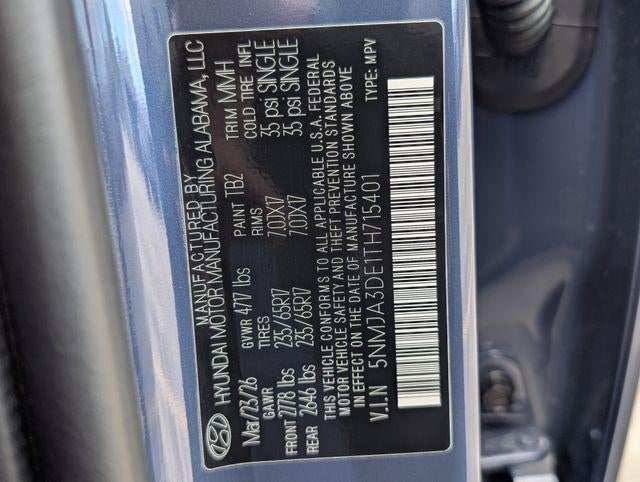 MANUFACTURED BY
HYUNDAI MOTOR MANUFACTURING ALABAMA, LLC
Mar/23/26 GVWR 4717 lbs PAINT TB2 TRIM MMH
GAWR TIRES RIMS COLD TIRE INFL
FRONT 2778 lbs 235/65R17 7.0JX17 35 psi SINGLE
REAR 2646 lbs 235/65R17 7.0JX17 35 psi SINGLE
THIS VEHICLE CONFORMS TO ALL APPLICABLE U.S.A. FEDERAL
MOTOR VEHICLE SAFETY AND THEFT PREVENTION STANDARDS
IN EFFECT ON THE DATE OF MANUFACTURE SHOWN ABOVE
V.I.N 5NMJA3DE1TH715401 TYPE: MPV